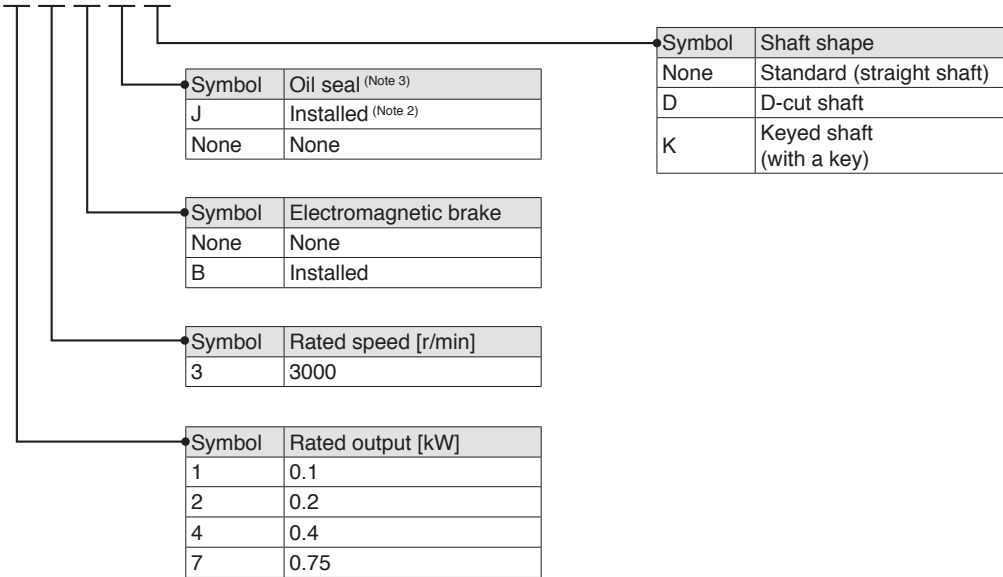 Symbol Shaft shape
None Standard (straight shaft)
D D-cut shaft
K Keyed shaft
(with a key)
Symbol Oil seal (Note 3)
J Installed (Note 2)
None None
Symbol Electromagnetic brake
None None
B Installed
Symbol Rated speed [r/min]
3 3000
Symbol Rated output [kW]
1 0.1
2 0.2
4 0.4
7 0.75